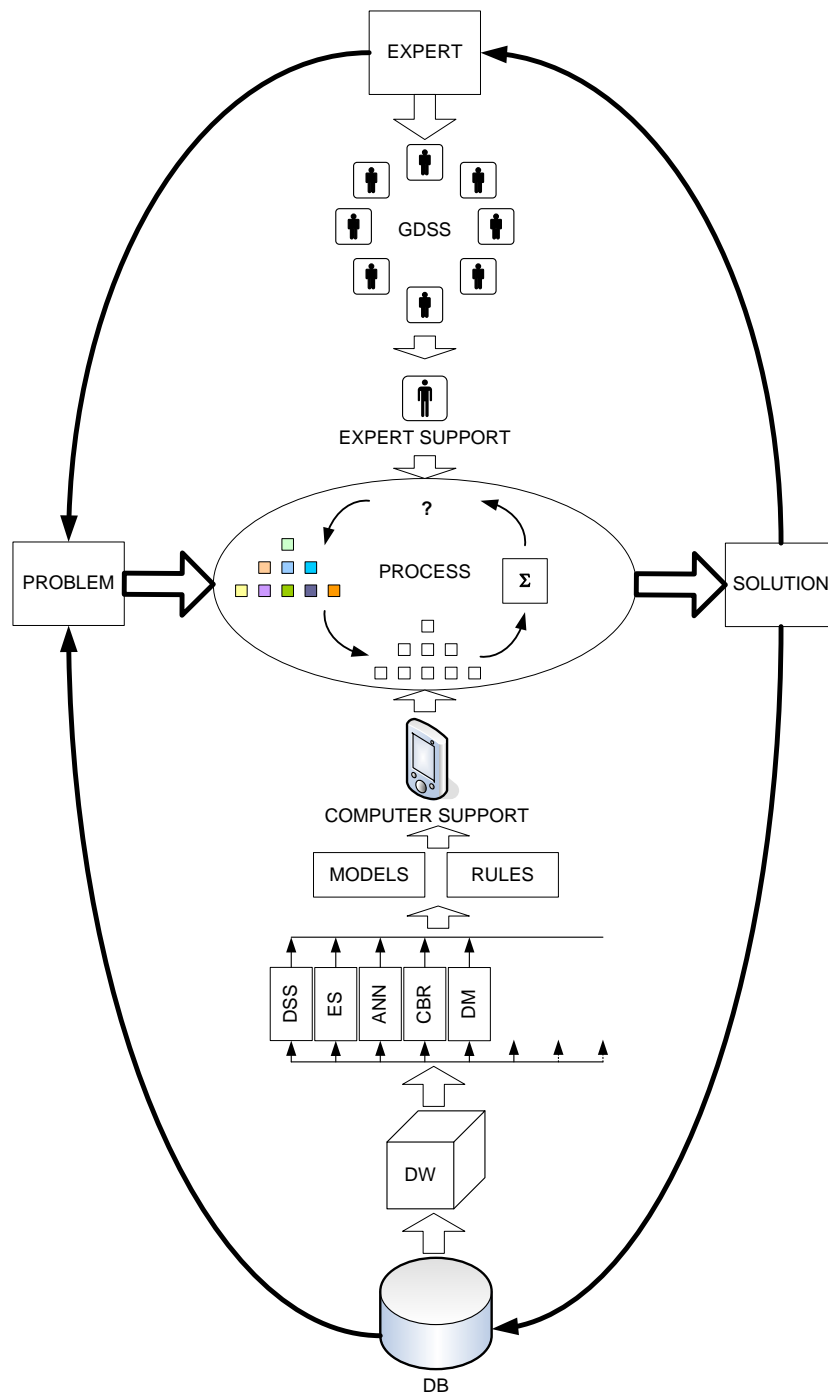 EXPERT
GDSS
EXPERT SUPPORT
?
PROBLEM
PROCESS
Σ
SOLUTION
COMPUTER SUPPORT
MODELS
RULES
DSS
ES
ANN
CBR
DM
DW
DB